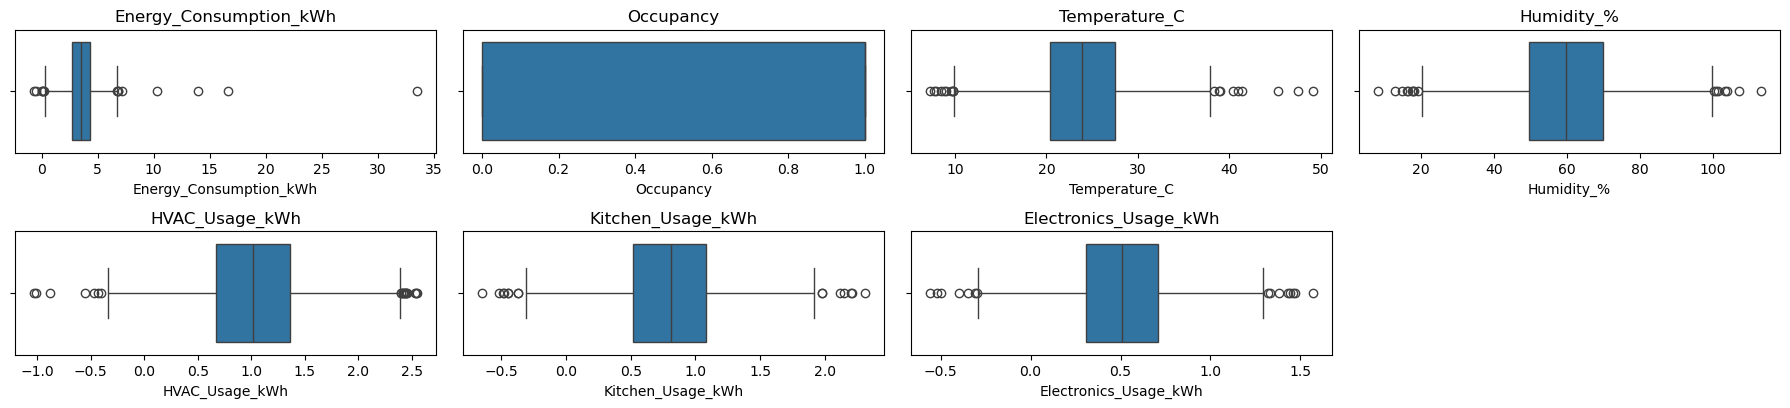 Energy_Consumption_kWh Occupancy Temperature_C Humidity_%
0 5 10 15 20 25 30 35 0.0 0.2 0.4 0.6 0.8 1.0 10 20 30 40 50 20 40 60 80 100
Energy_Consumption_kWh Occupancy Temperature_C Humidity_%
HVAC_Usage_kWh Kitchen_Usage_kWh Electronics_Usage_kWh
−1.0 −0.5 0.0 0.5 1.0 1.5 2.0 2.5 −0.5 0.0 0.5 1.0 1.5 2.0 −0.5 0.0 0.5 1.0 1.5
HVAC_Usage_kWh Kitchen_Usage_kWh Electronics_Usage_kWh